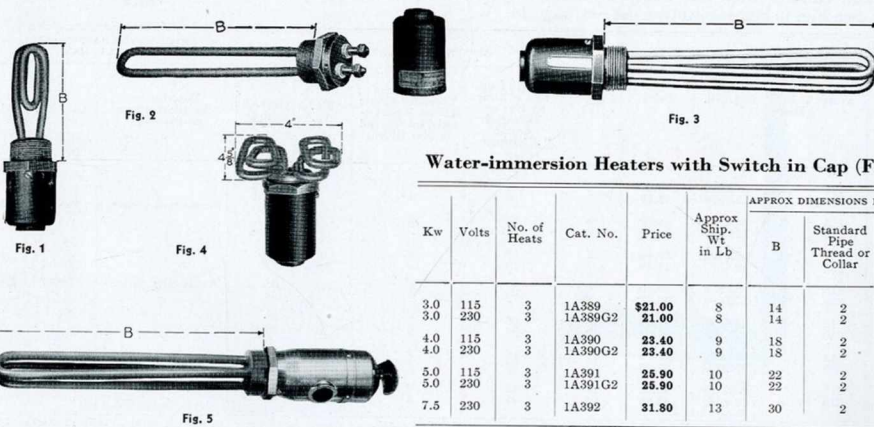 B
B
Fig. 2
Fig. 1
B
Fig. 3
4"
4
Fig. 4
B
Fig. 5
Water-immersion Heaters with Switch in Cap (F
APPROX DIMENSIONS
Kw Volts No. of Heats Cat. No. Price Approx Ship. Wt in Lb B Standard Pipe Thread or Collar
3.0 115 3 1A389 $21.00 8 14 2
3.0 230 3 1A389G2 21.00 8 14 2
4.0 115 3 1A390 23.40 9 18 2
4.0 230 3 1A390G2 23.40 9 18 2
5.0 115 3 1A391 25.90 10 22 2
5.0 230 3 1A391G2 25.90 10 22 2
7.5 230 3 1A392 31.80 13 30 2